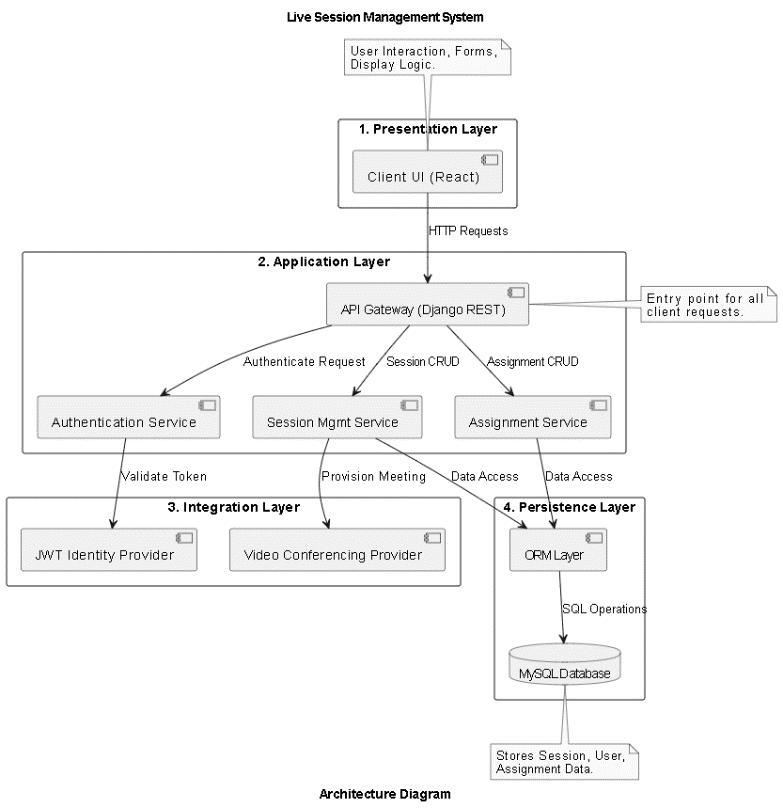 Live Session Management System
User Interaction, Forms,
Display Logic.
1. Presentation Layer
Client UI (React)
HTTP Requests
2. Application Layer
API Gateway (Django REST)
Entry point for all
client requests.
Authenticate Request
Session CRUD
Assignment CRUD
Authentication Service
Session Mgmt Service
Assignment Service
Validate Token
Provision Meeting
Data Access
Data Access
3. Integration Layer
4. Persistence Layer
JWT Identity Provider
Video Conferencing Provider
ORM Layer
SQL Operations
MySQL Database
Stores Session, User,
Assignment Data.
Architecture Diagram